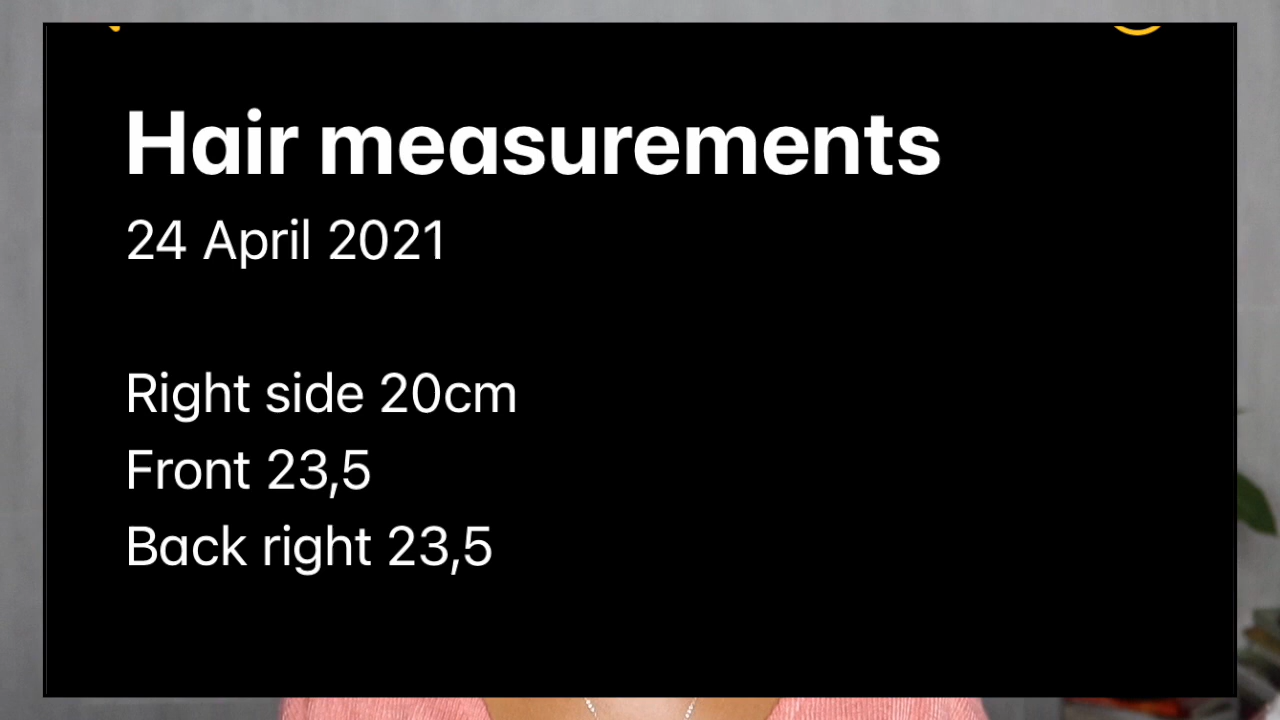 Hair measurements
24 April 2021
Right side 20cm
Front 23,5
Back right 23,5